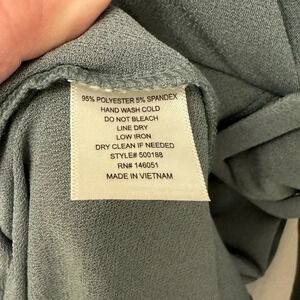 95% POLYESTER 5% SPANDEX
HAND WASH COLD
DO NOT BLEACH
LINE DRY
LOW IRON
DRY CLEAN IF NEEDED
STYLE# 500188
RN# 146051
MADE IN VIETNAM